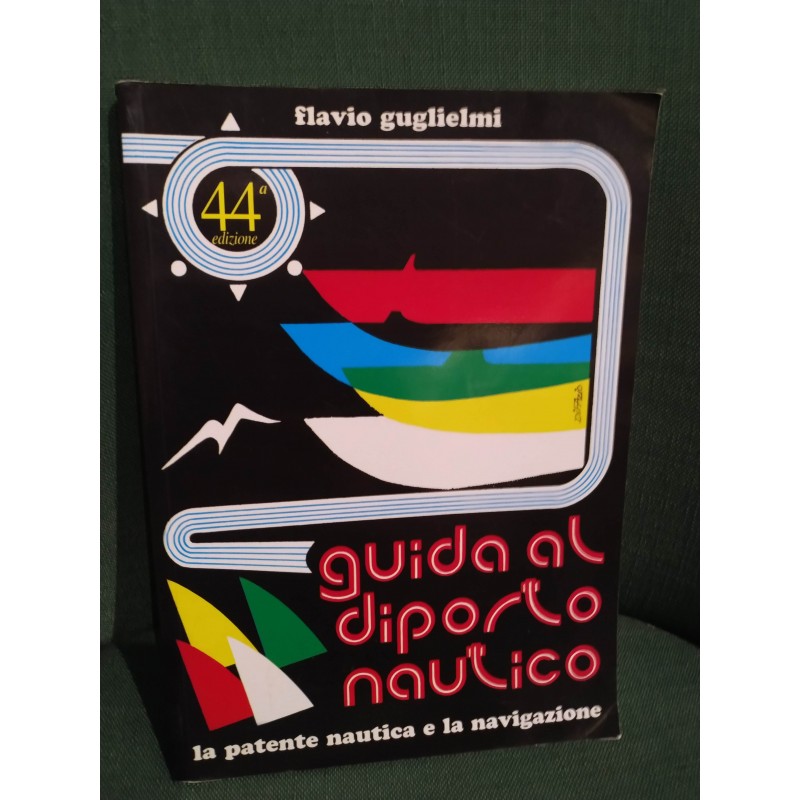 flavio guglielmi
44a
edizione
guida al
diporto
nautico
la patente nautica e la navigazione